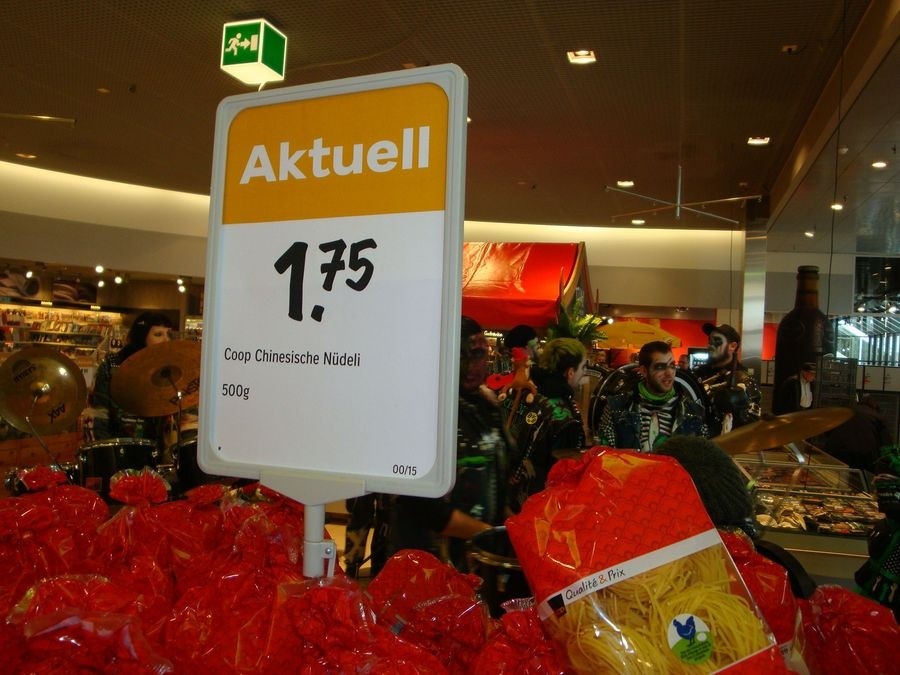 Aktuell
1.75
Coop Chinesische Nüdeli
500g
00/15
Qualité & Prix